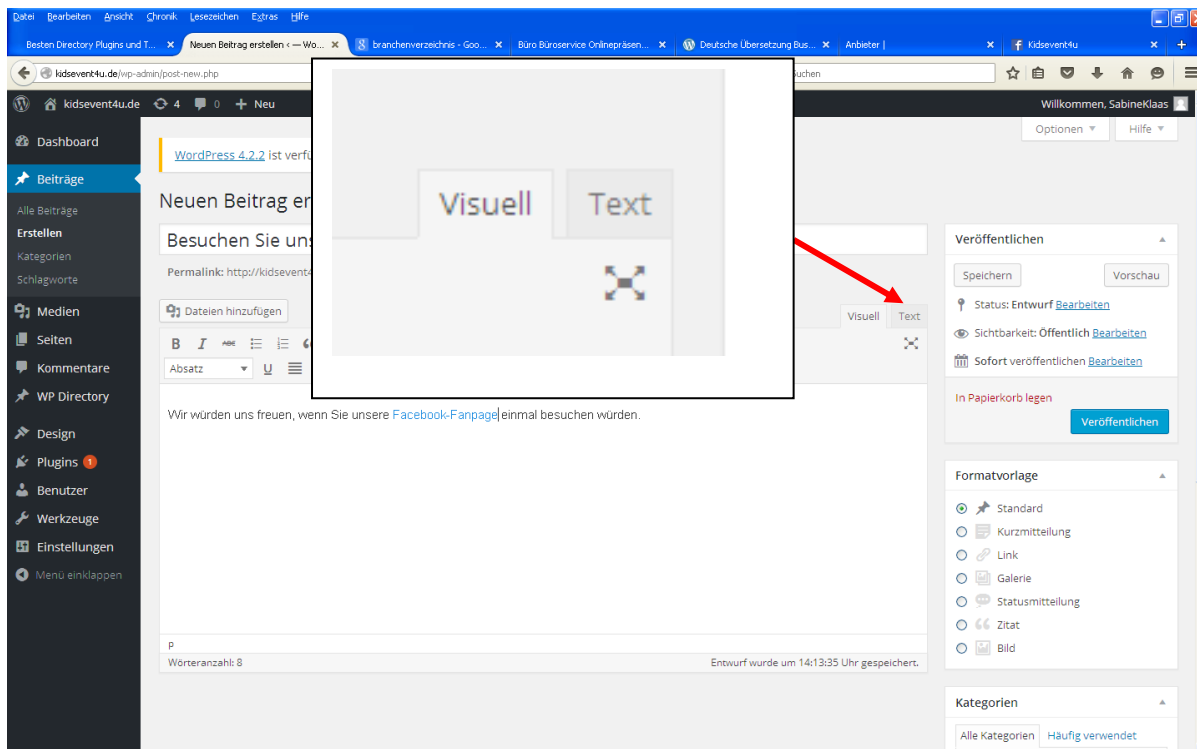 Datei Bearbeiten Ansicht Chronik Lesezeichen Extras Hilfe
Besten Directory Plugins und T... Neuen Beitrag erstellen ‹ — Wo... branchenverzeichnis - Goo... Büro Büroservice Onlinepräsen... Deutsche Übersetzung Bus... Anbieter | Kidsevent4u
kidsevent4u.de/wp-admin/post-new.php
kidsevent4u.de 4 0 + Neu Willkommen, SabineKlaas
Optionen Hilfe
Dashboard
Beiträge
Alle Beiträge
Erstellen
Kategorien
Schlagworte
Medien
Seiten
Kommentare
WP Directory
Design
Plugins 1
Benutzer
Werkzeuge
Einstellungen
Menü einklappen
WordPress 4.2.2 ist
Neuen Beitrag
Besuchen Sie
Permalink:
Dateien hinzufügen
Visuell Text
B I ABC
Absatz U
Visuell Text
Wir würden uns freuen, wenn Sie unsere Facebook-Fanpage einmal besuchen würden.
p
Wörteranzahl: 8 Entwurf wurde um 14:13:35 Uhr gespeichert.
Veröffentlichen
Speichern Vorschau
Status: Entwurf Bearbeiten
Sichtbarkeit: Öffentlich Bearbeiten
Sofort veröffentlichen Bearbeiten
In Papierkorb legen
Veröffentlichen
Formatvorlage
Standard
Kurzmitteilung
Link
Galerie
Statusmitteilung
Zitat
Bild
Kategorien
Alle Kategorien Häufig verwendet